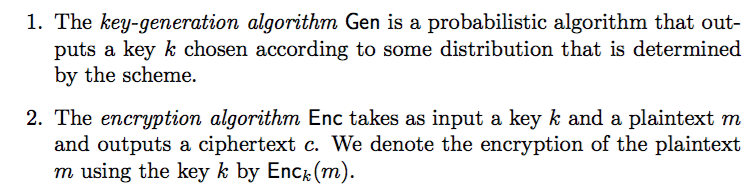 1. The key-generation algorithm Gen is a probabilistic algorithm that out-
puts a key k chosen according to some distribution that is determined
by the scheme.
2. The encryption algorithm Enc takes as input a key k and a plaintext m
and outputs a ciphertext c. We denote the encryption of the plaintext
m using the key k by Encₖ(m).